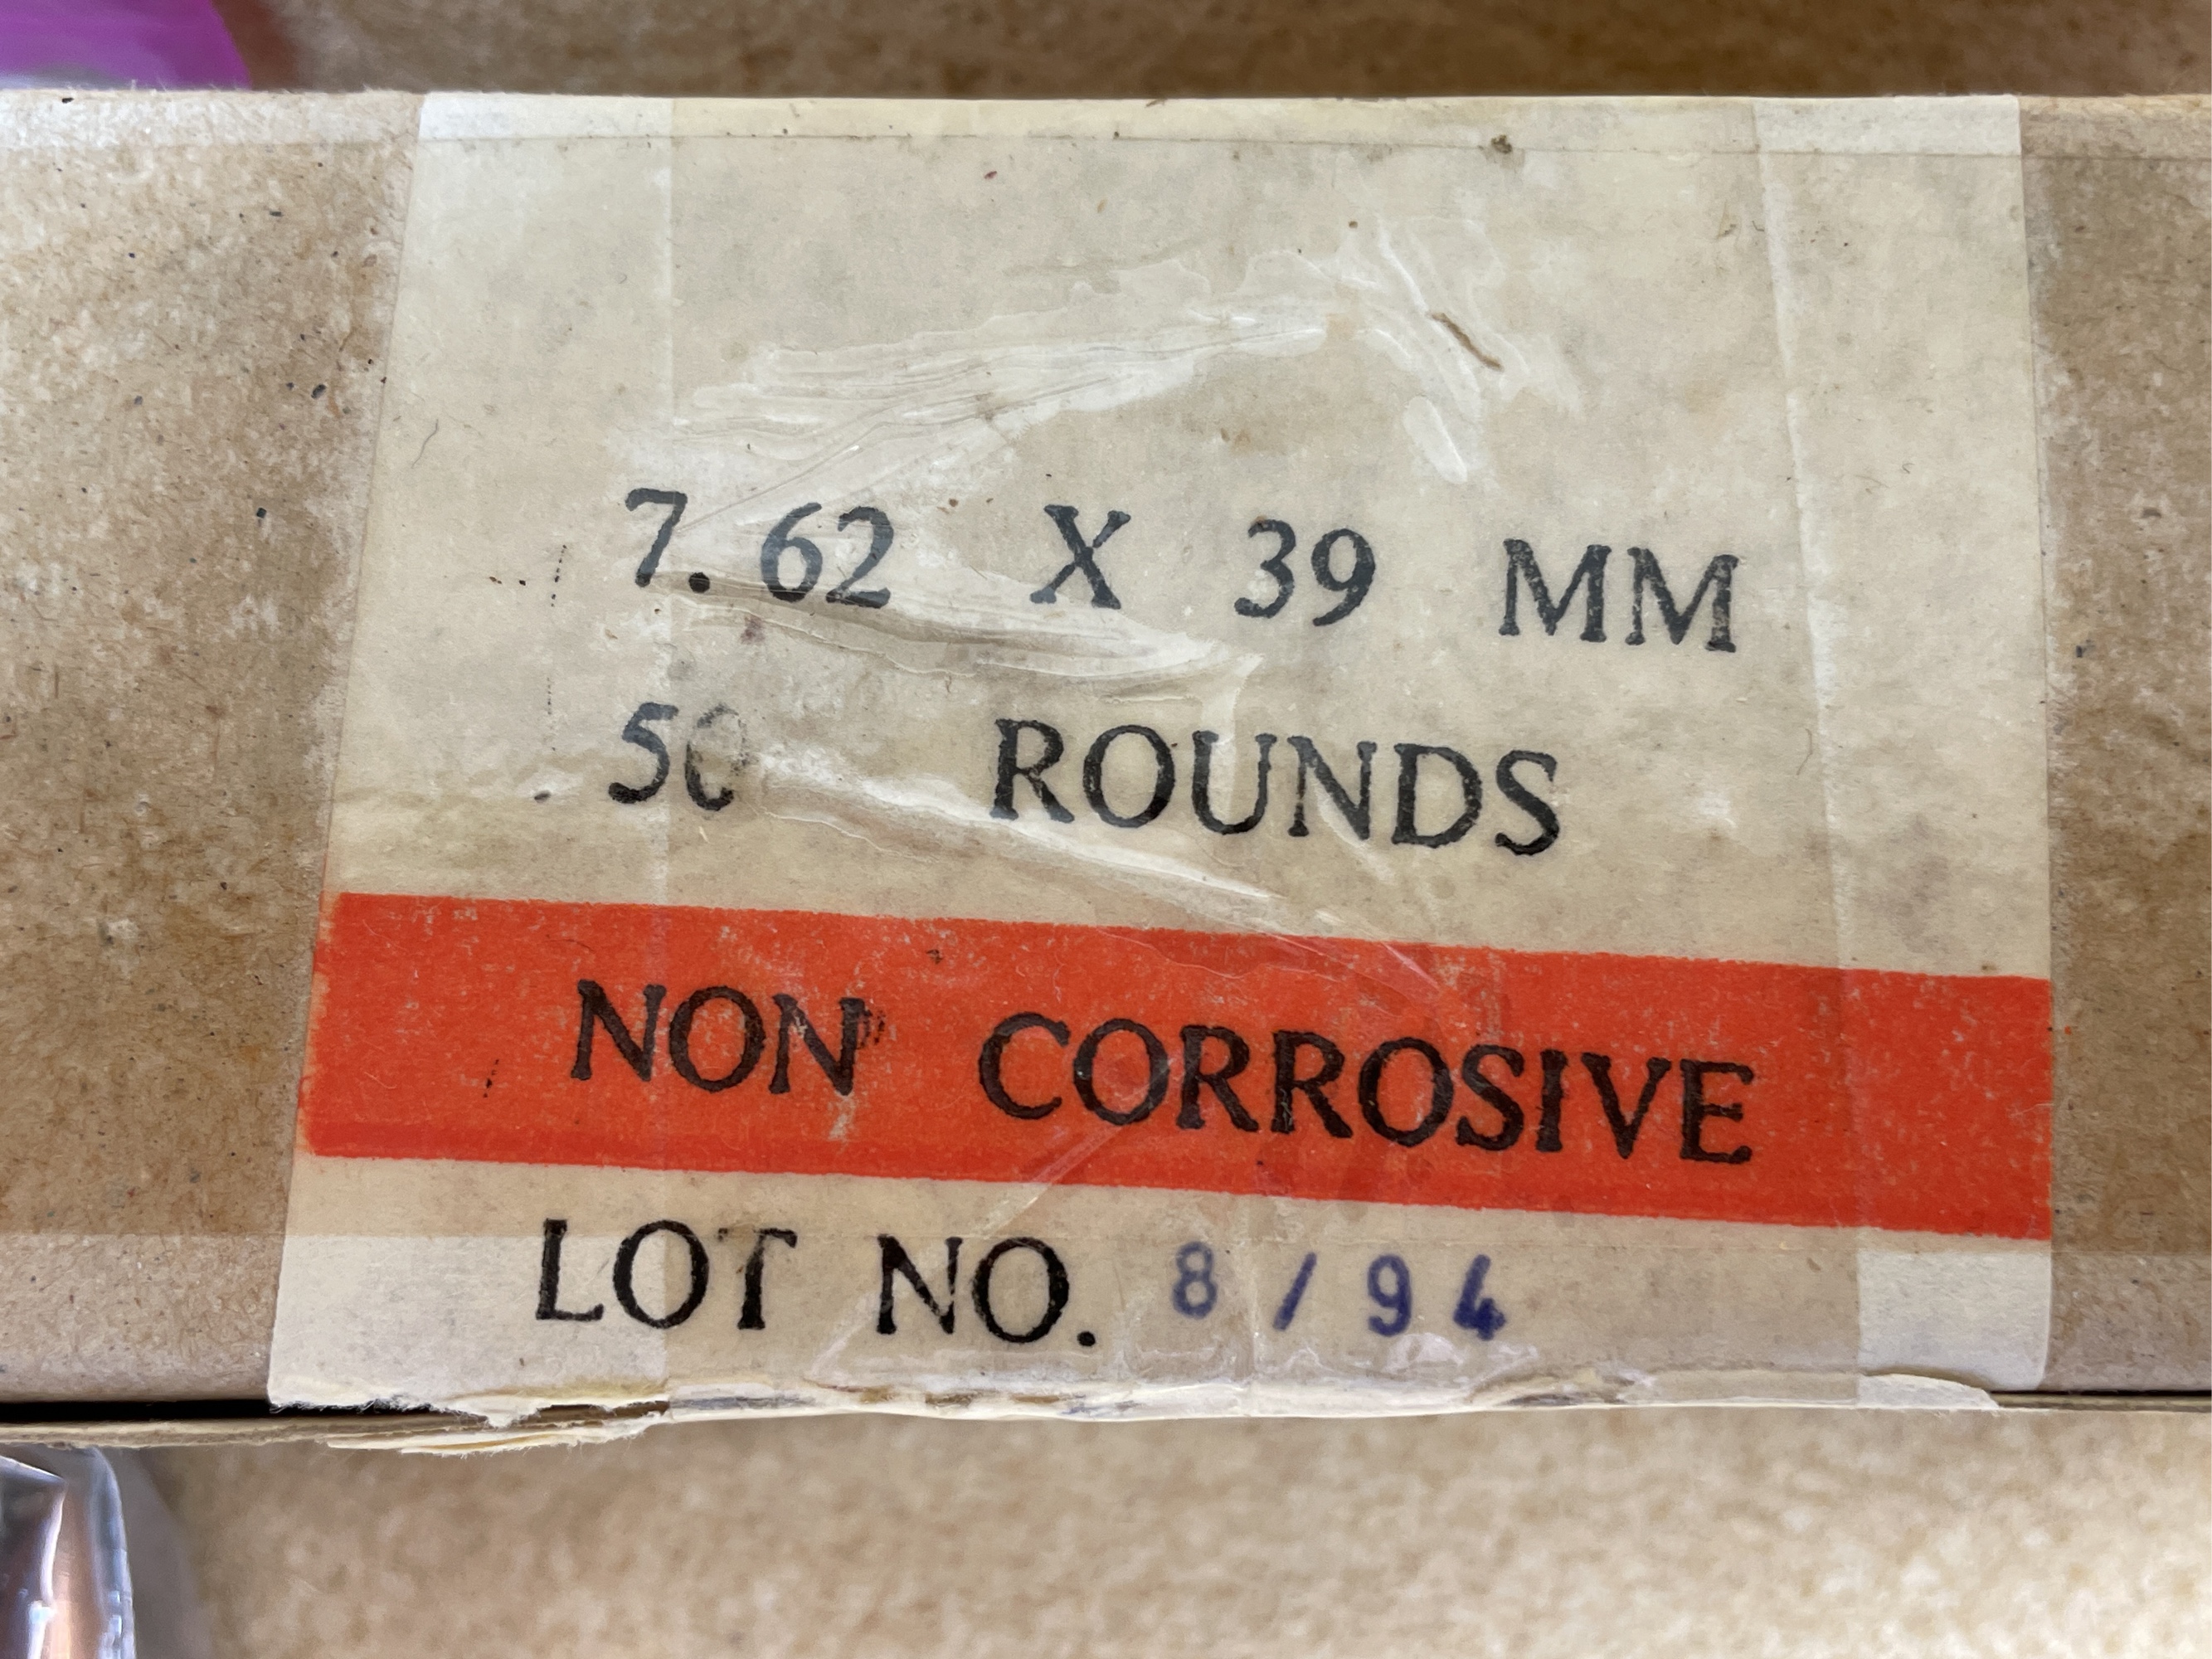 7.62 X 39 MM
50 ROUNDS
NON CORROSIVE
LOT NO. 8/94